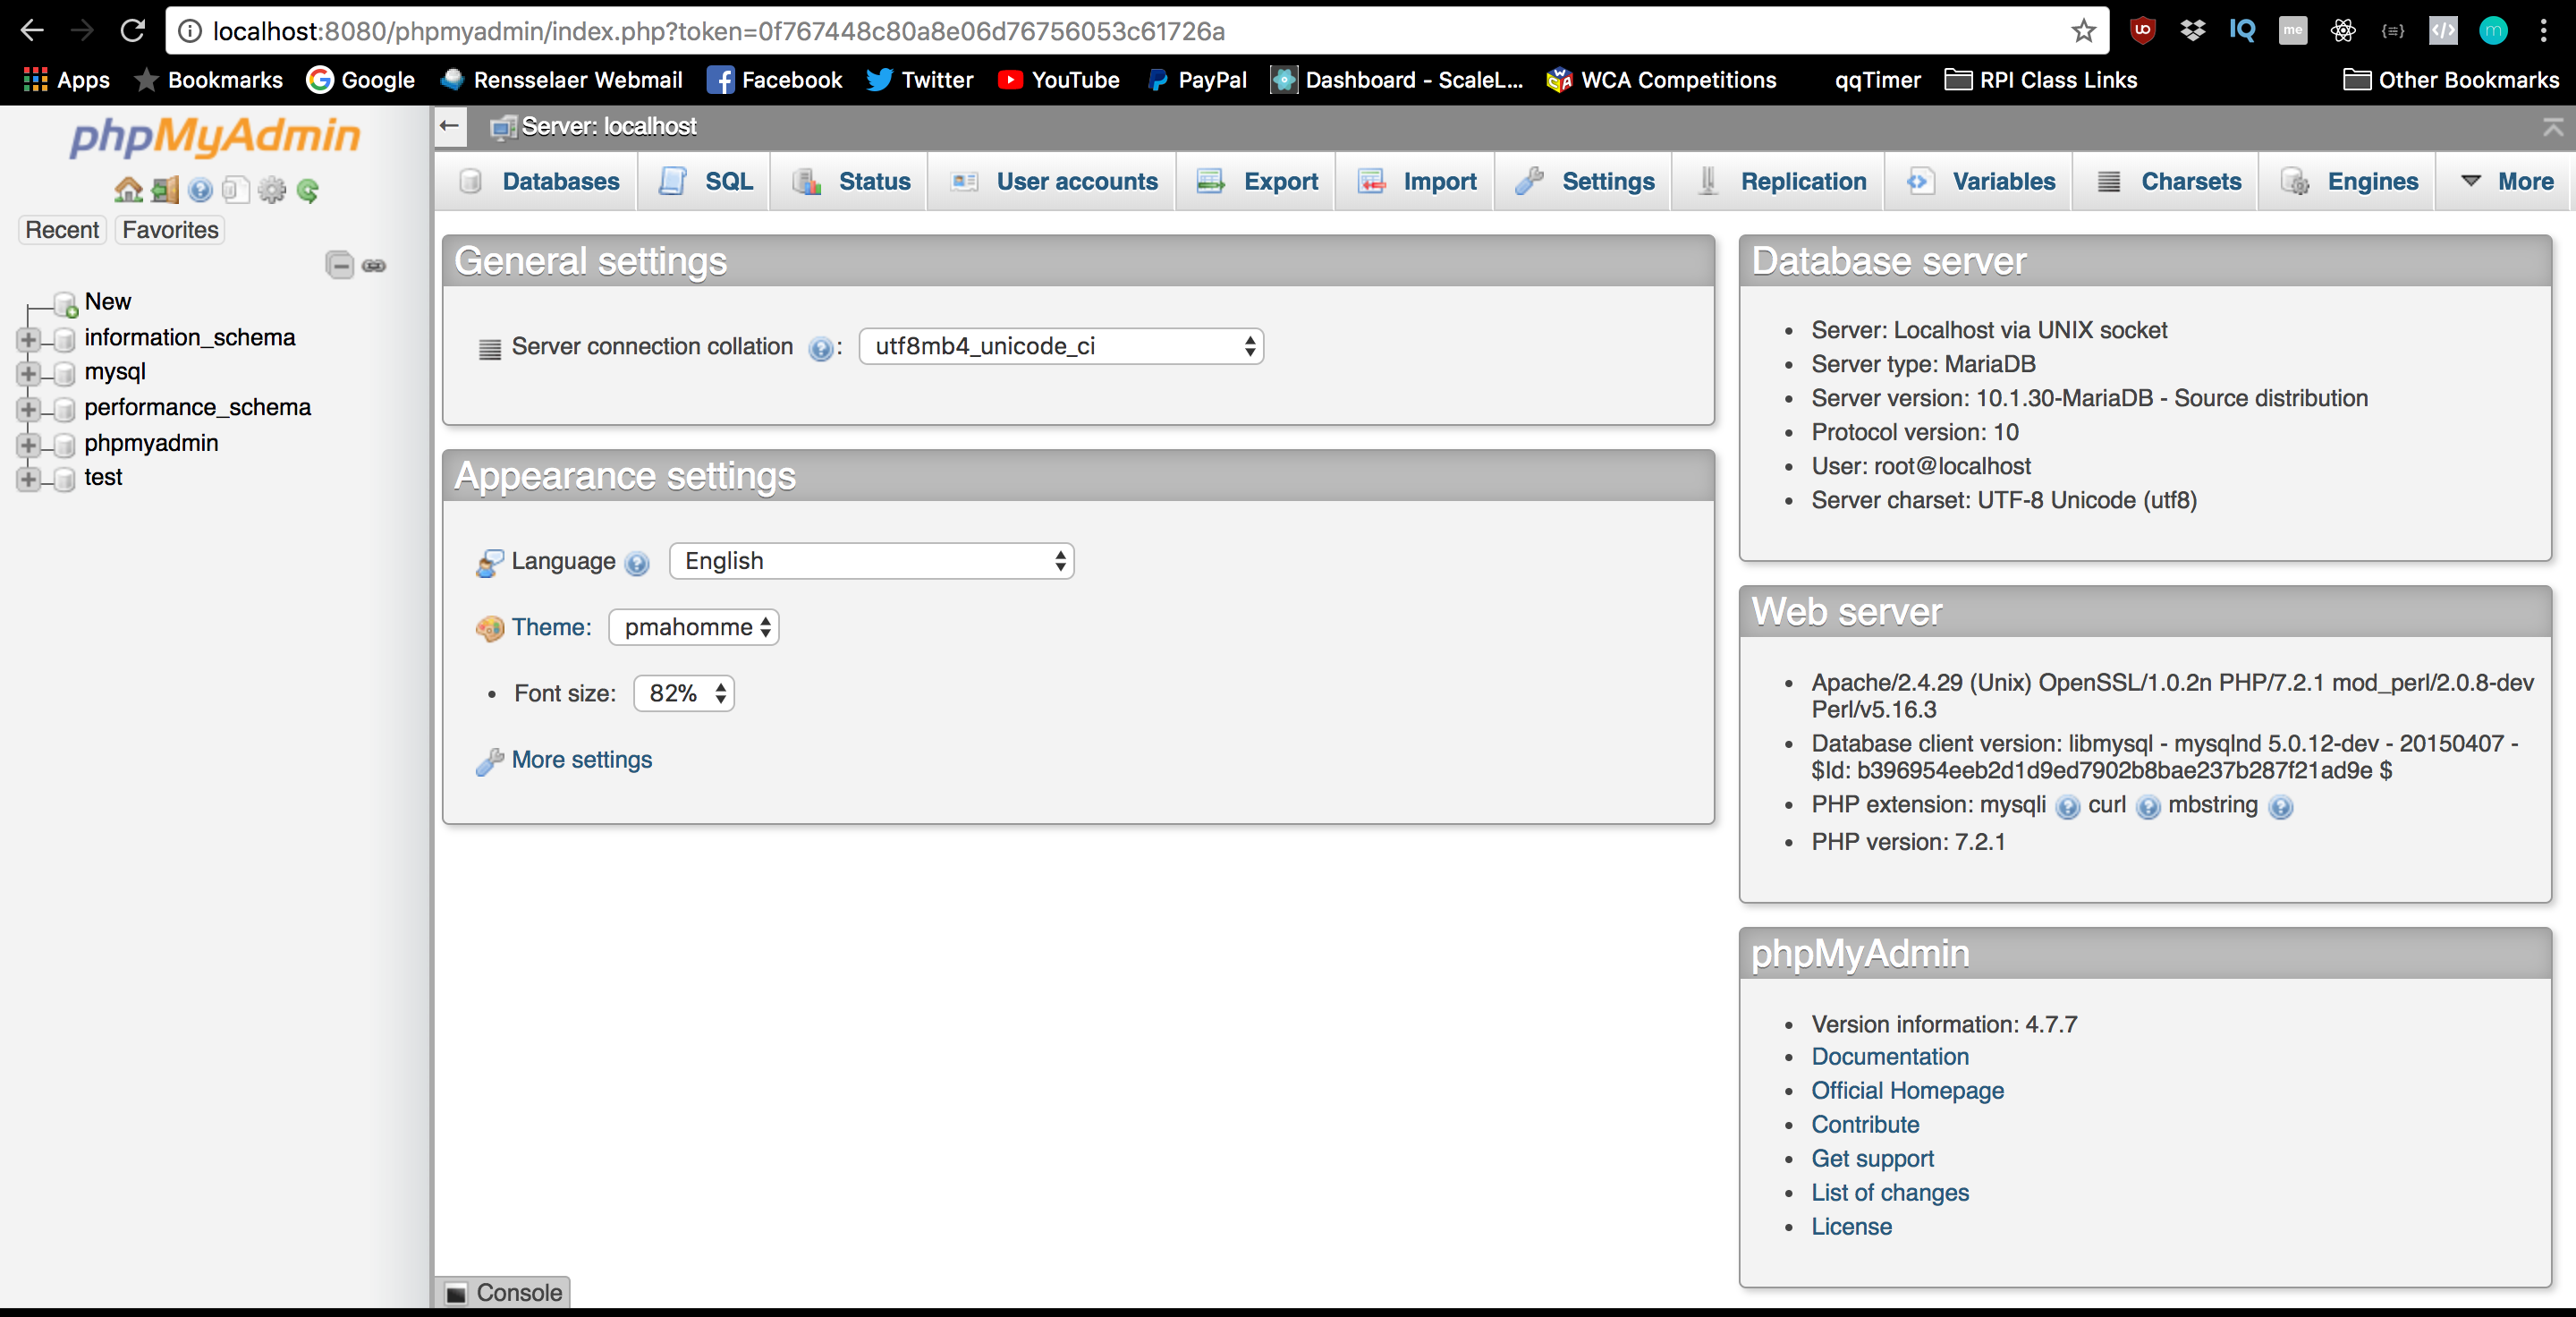 localhost:8080/phpmyadmin/index.php?token=0f767448c80a8e06d76756053c61726a
uo IQ me {≡} </> m
Apps Bookmarks Google Rensselaer Webmail Facebook Twitter YouTube PayPal Dashboard - ScaleL... WCA Competitions qqTimer RPI Class Links Other Bookmarks
phpMyAdmin
Recent Favorites
New
information_schema
mysql
performance_schema
phpmyadmin
test
Server: localhost
Databases SQL Status User accounts Export Import Settings Replication Variables Charsets Engines More
General settings
Server connection collation : utf8mb4_unicode_ci
Appearance settings
Language English
Theme: pmahomme
• Font size: 82%
More settings
Console
Database server
• Server: Localhost via UNIX socket
• Server type: MariaDB
• Server version: 10.1.30-MariaDB - Source distribution
• Protocol version: 10
• User: root@localhost
• Server charset: UTF-8 Unicode (utf8)
Web server
• Apache/2.4.29 (Unix) OpenSSL/1.0.2n PHP/7.2.1 mod_perl/2.0.8-dev
Perl/v5.16.3
• Database client version: libmysql - mysqlnd 5.0.12-dev - 20150407 -
$Id: b396954eeb2d1d9ed7902b8bae237b287f21ad9e $
• PHP extension: mysqli curl mbstring
• PHP version: 7.2.1
phpMyAdmin
• Version information: 4.7.7
• Documentation
• Official Homepage
• Contribute
• Get support
• List of changes
• License